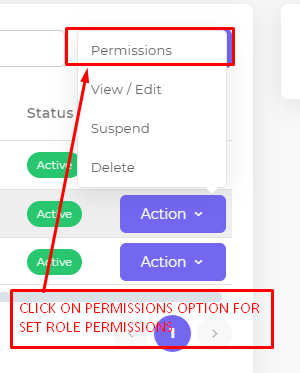 Permissions
View / Edit
Status
Suspend
Delete
Active
Active
Action
Active
Action
CLICK ON PERMISSIONS OPTION FOR
SET ROLE PERMISSIONS
1